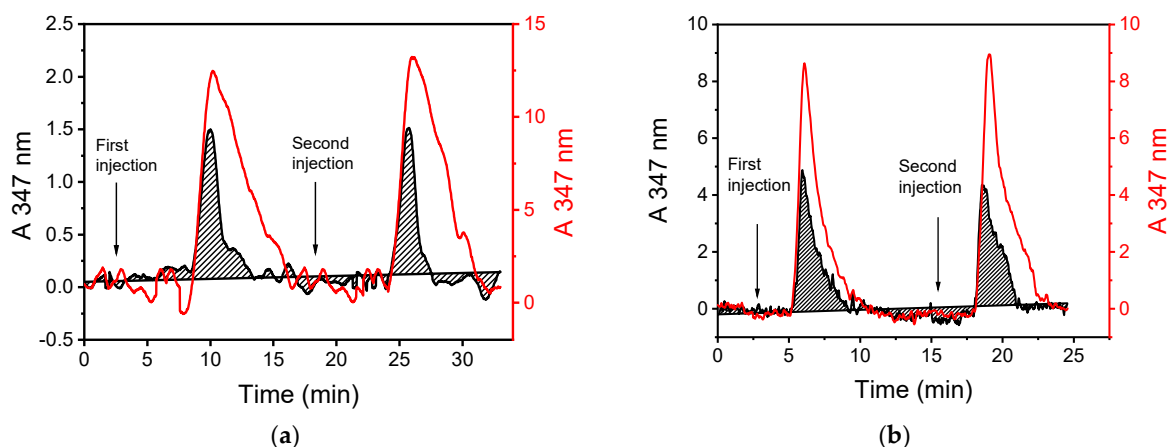 2.5
2.0
1.5
1.0
0.5
0.0
-0.5
A 347 nm
15
10
5
0
A 347 nm
First
injection
Second
injection
0 5 10 15 20 25 30
Time (min)
(a)
10
8
6
4
2
0
A 347 nm
10
8
6
4
2
0
A 347 nm
First
injection
Second
injection
0 5 10 15 20 25
Time (min)
(b)